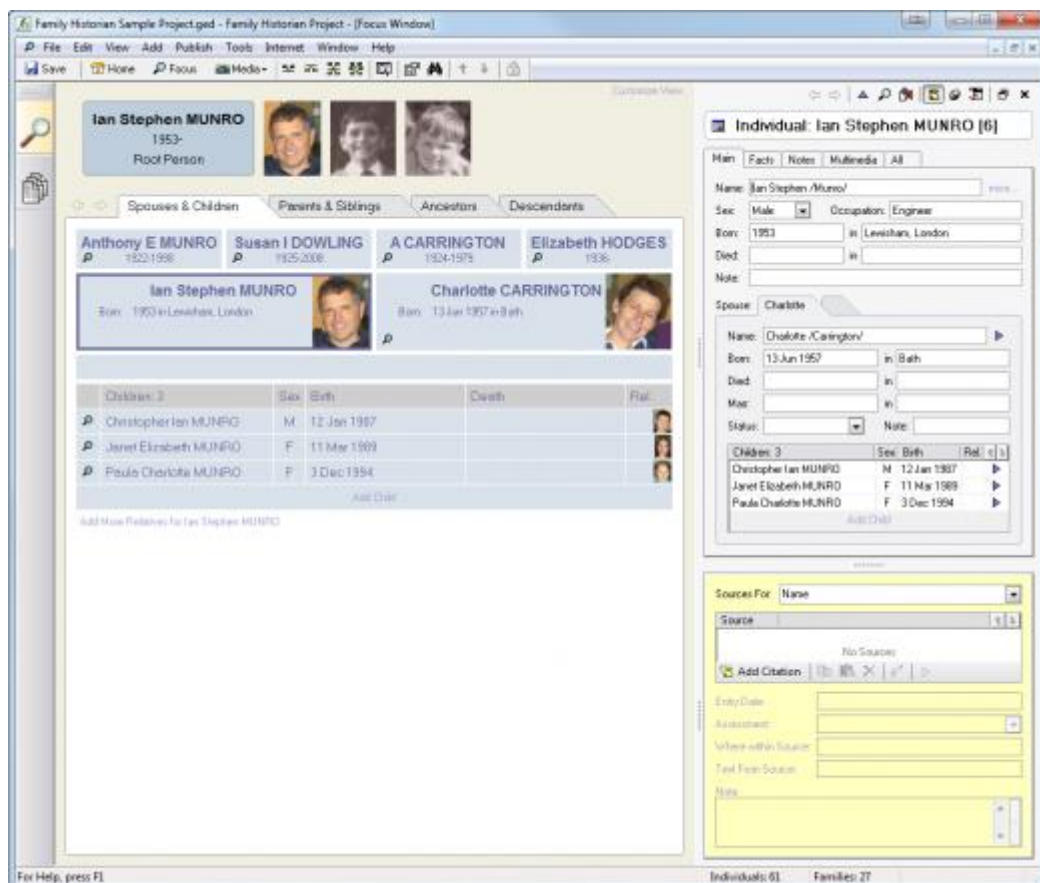 Family Historian Sample Project.ged - Family Historian Project - [Focus Window]
File Edit View Add Publish Tools Internet Window Help
Save Home Focus Media
Customize View
Ian Stephen MUNRO
1953-
Root Person
Spouses & Children Parents & Siblings Ancestors Descendants
Anthony E MUNRO Susan I DOWLING A CARRINGTON Elizabeth HODGES
1922-1998 1925-2008 1924-1979 1936-
Ian Stephen MUNRO Charlotte CARRINGTON
Born: 1953 in Lewisham, London Born: 13 Jun 1957 in Bath
Children: 3 Sex Birth Death Rel.
Christopher Ian MUNRO M 12 Jan 1987
Janet Elizabeth MUNRO F 11 Mar 1989
Paula Charlotte MUNRO F 3 Dec 1994
Add Child
Add More Relatives for Ian Stephen MUNRO
Individual: Ian Stephen MUNRO [6]
Main Facts Notes Multimedia All
Name: Ian Stephen /Munro/ more...
Sex: Male Occupation: Engineer
Born: 1953 in Lewisham, London
Died: in
Note:
Spouse: Charlotte
Name: Charlotte /Carrington/
Born: 13 Jun 1957 in Bath
Died: in
Marr: in
Status: Note:
Children: 3 Sex Birth Rel.
Christopher Ian MUNRO M 12 Jan 1987
Janet Elizabeth MUNRO F 11 Mar 1989
Paula Charlotte MUNRO F 3 Dec 1994
Add Child
Sources For: Name
Source
No Sources
Add Citation
Entry Date:
Assessment:
Where within Source:
Text From Source:
Note:
For Help, press F1
Individuals: 61 Families: 27